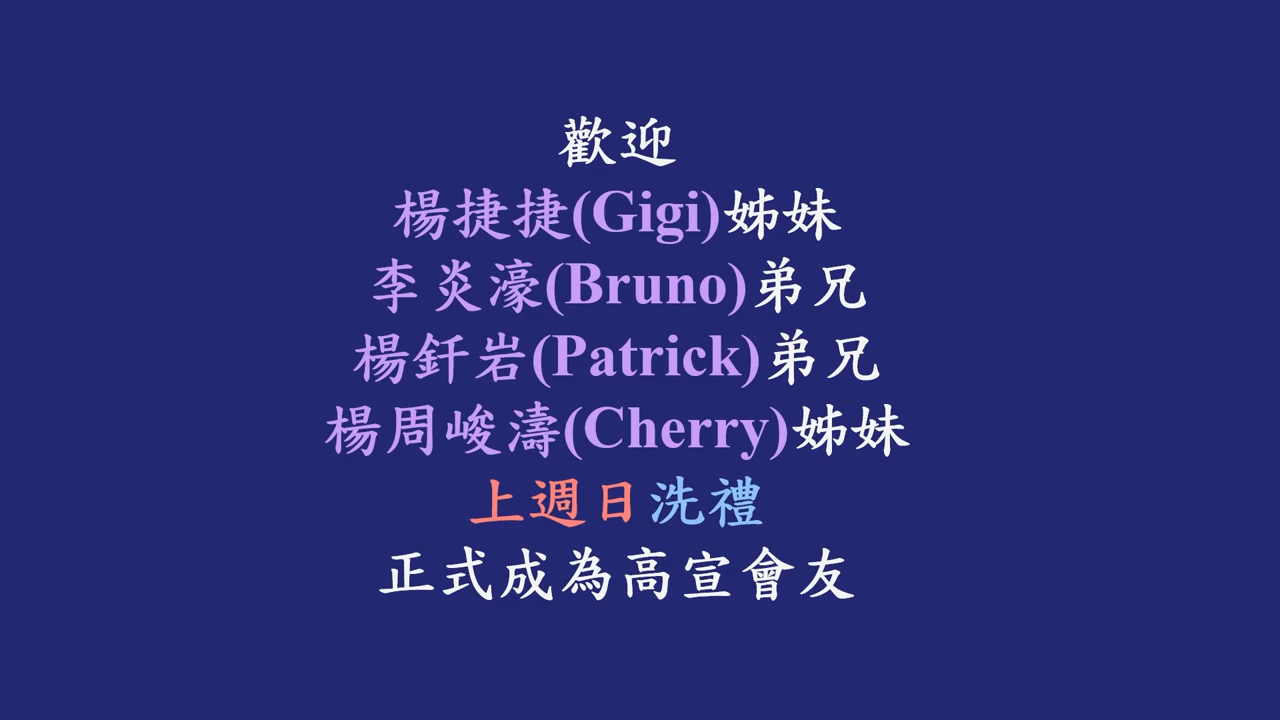 歡迎
楊捷捷(Gigi)姊妹
李炎濠(Bruno)弟兄
楊釺岩(Patrick)弟兄
楊周峻濤(Cherry)姊妹
上週日洗禮
正式成為高宣會友